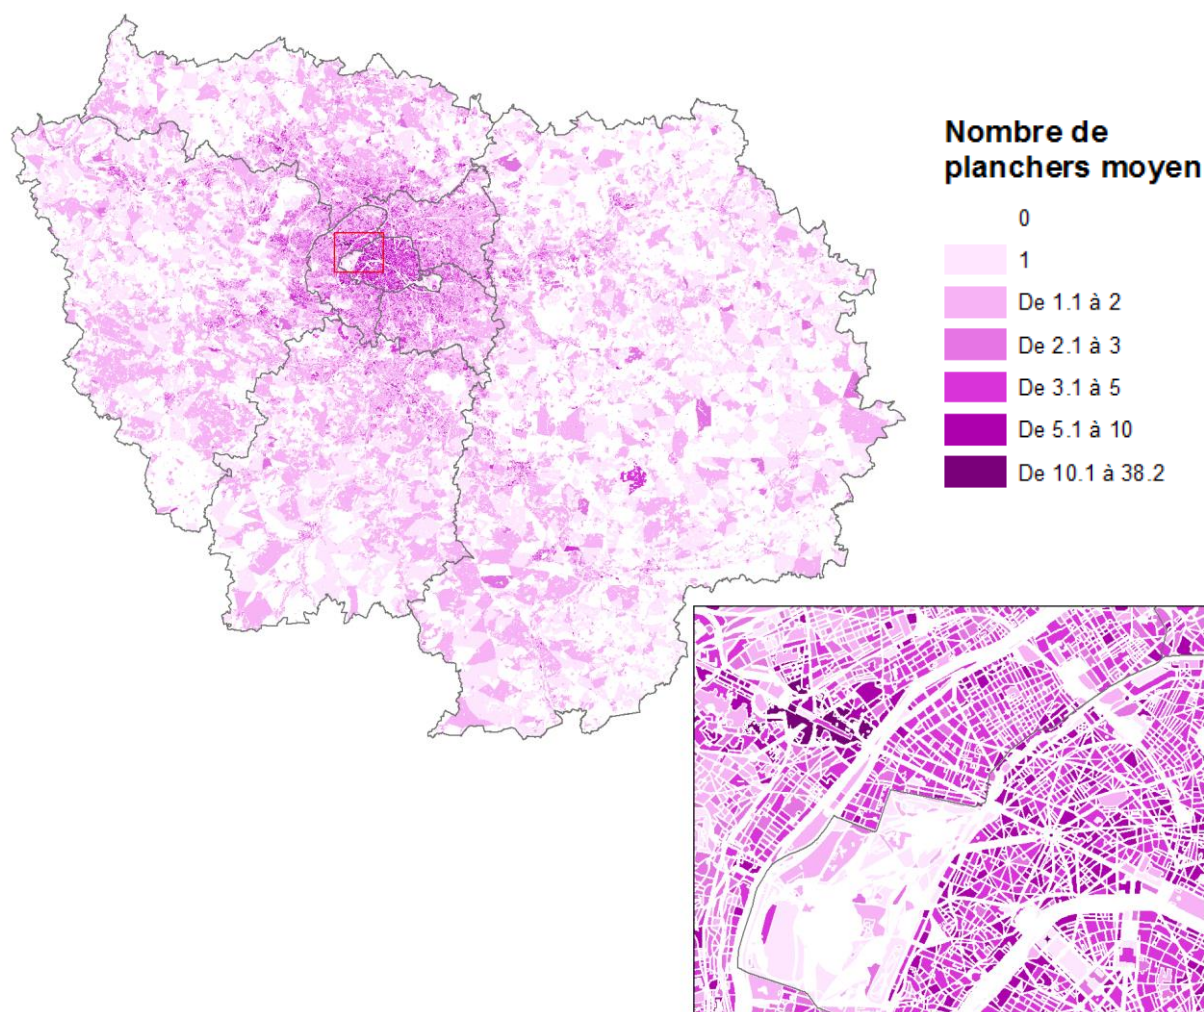 Nombre de
planchers moyen
0
1
De 1.1 à 2
De 2.1 à 3
De 3.1 à 5
De 5.1 à 10
De 10.1 à 38.2